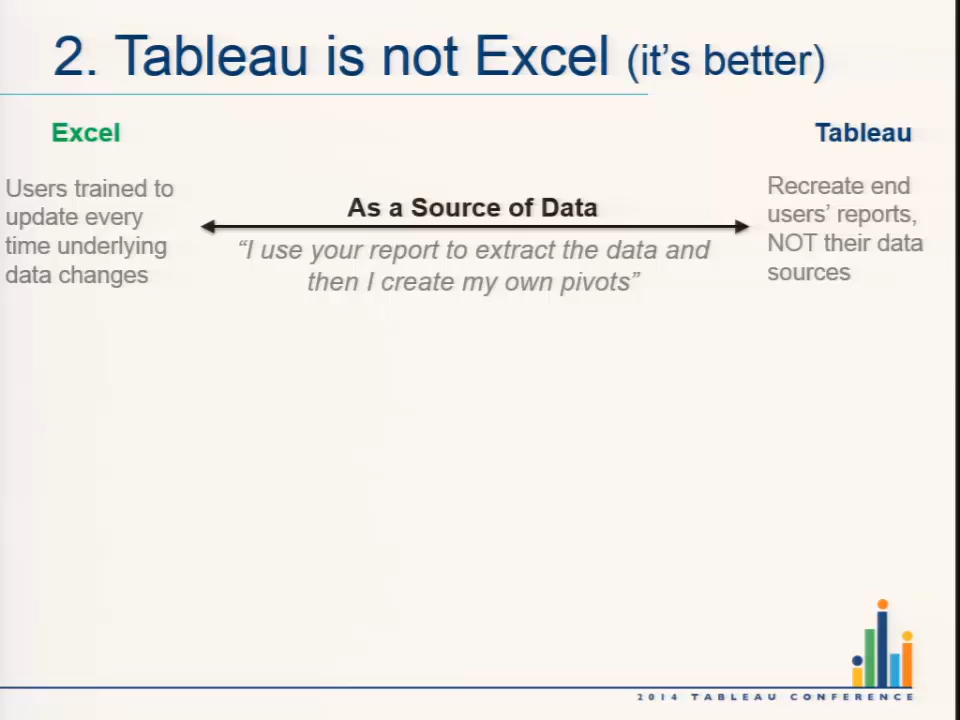 2. Tableau is not Excel (it's better)
Excel
Tableau
Users trained to
update every
time underlying
data changes
As a Source of Data
“I use your report to extract the data and
then I create my own pivots”
Recreate end
users’ reports,
NOT their data
sources
2014 TABLEAU CONFERENCE